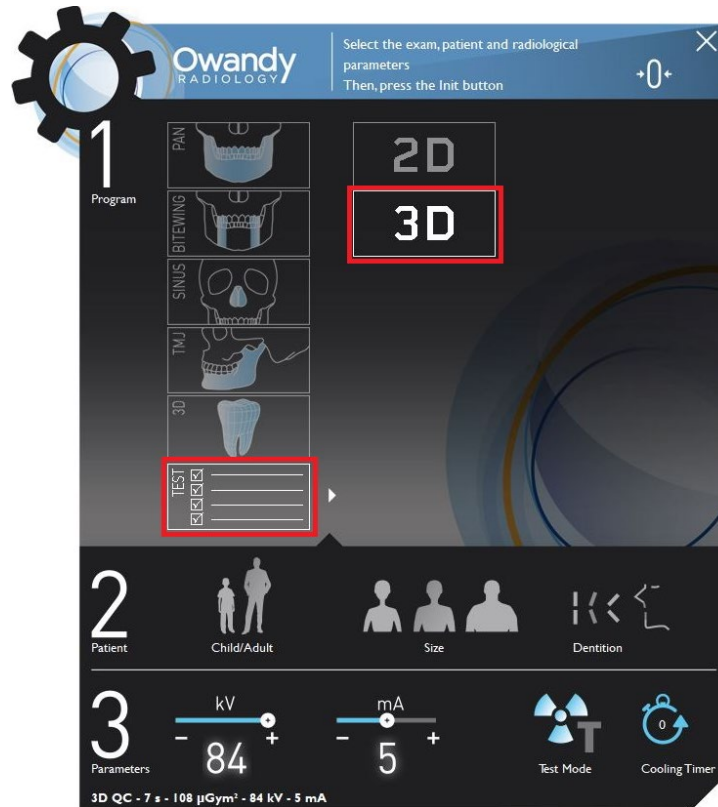 Owandy
RADIOLOGY
Select the exam, patient and radiological
parameters
Then, press the Init button
0
1
Program
PAN
BITEWING
SINUS
TMJ
3D
TEST
2D
3D
2
Patient
Child/Adult
Size
Dentition
3
Parameters
kV
- +
84
mA
- +
5
T
Test Mode
0
Cooling Timer
3D QC - 7 s - 108 µGym² - 84 kV - 5 mA